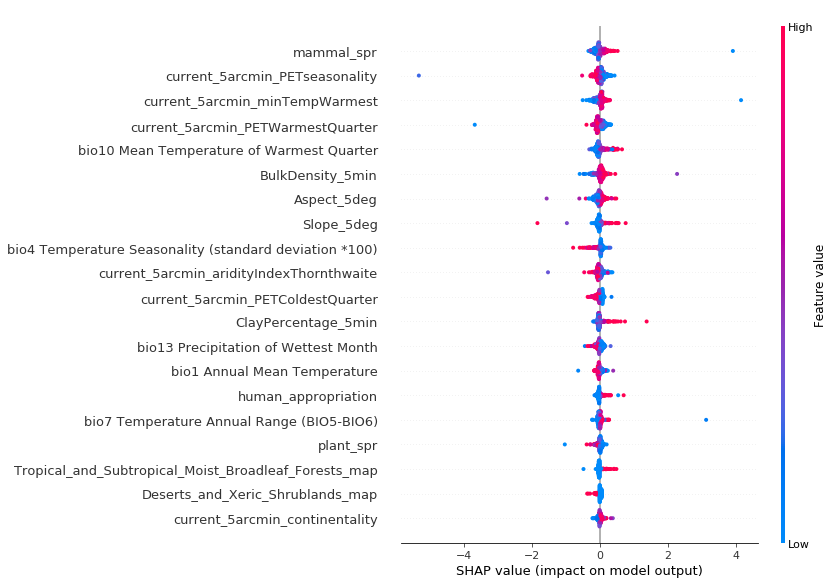 High
mammal_spr
current_5arcmin_PETseasonality
current_5arcmin_minTempWarmest
current_5arcmin_PETWarmestQuarter
bio10 Mean Temperature of Warmest Quarter
BulkDensity_5min
Aspect_5deg
Slope_5deg
bio4 Temperature Seasonality (standard deviation *100)
current_5arcmin_aridityIndexThornthwaite
current_5arcmin_PETColdestQuarter
ClayPercentage_5min
bio13 Precipitation of Wettest Month
bio1 Annual Mean Temperature
human_appropriation
bio7 Temperature Annual Range (BIO5-BIO6)
plant_spr
Tropical_and_Subtropical_Moist_Broadleaf_Forests_map
Deserts_and_Xeric_Shrublands_map
current_5arcmin_continentality
Feature value
Low
−4 −2 0 2 4
SHAP value (impact on model output)